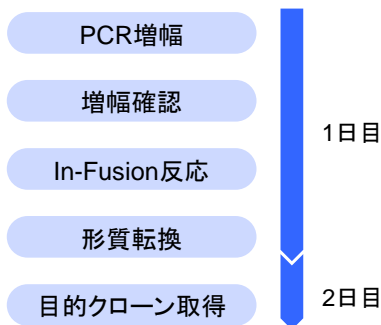 PCR増幅
増幅確認
1日目
In-Fusion反応
形質転換
目的クローン取得
2日目